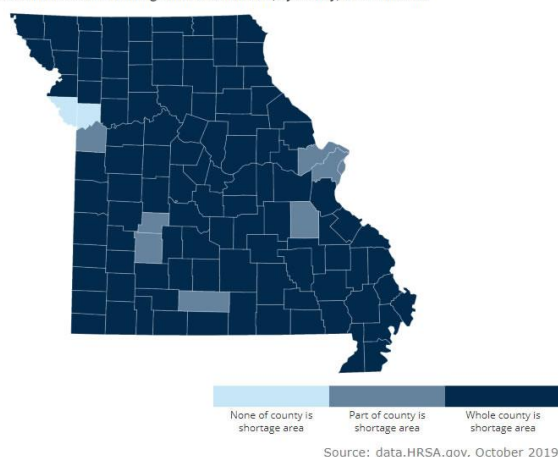 None of county is
shortage area
Part of county is
shortage area
Whole county is
shortage area
Source: data.HRSA.gov, October 2019